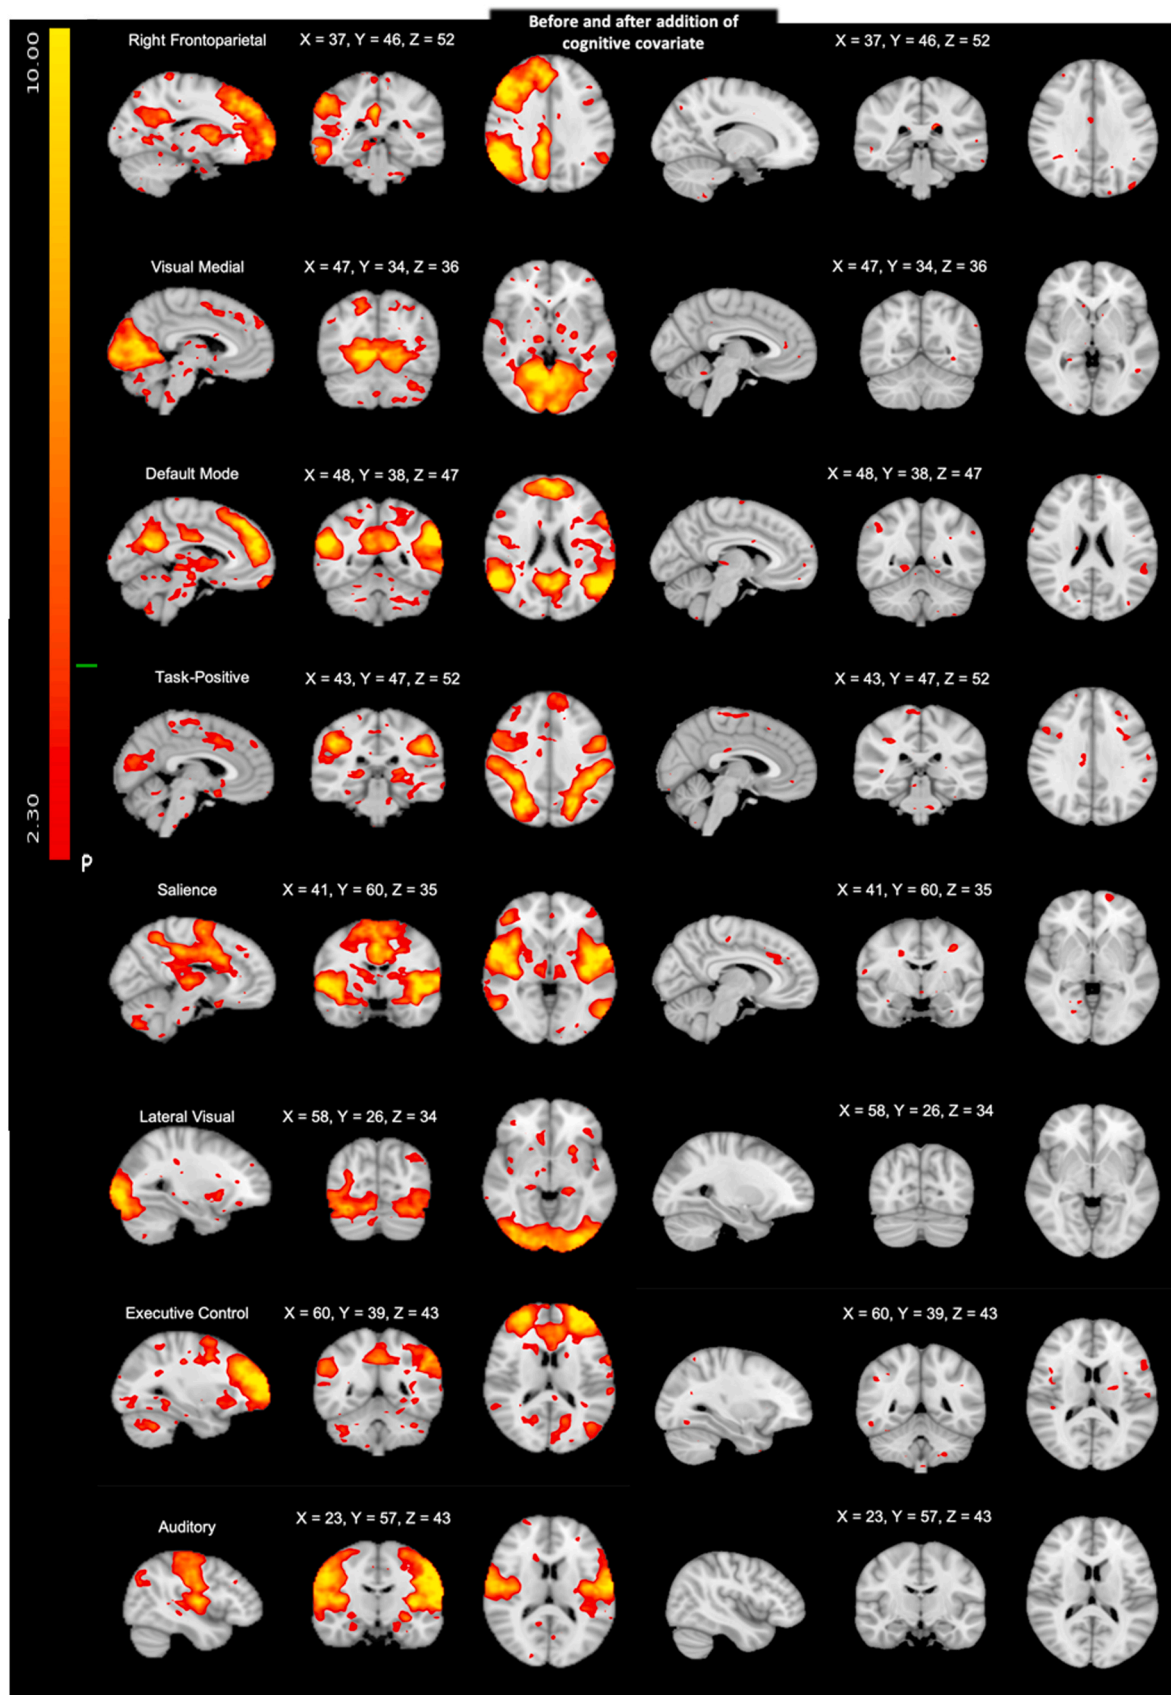 Before and after addition of
cognitive covariate
10.00
2.30
P
Right Frontoparietal
X = 37, Y = 46, Z = 52
X = 37, Y = 46, Z = 52
Visual Medial
X = 47, Y = 34, Z = 36
X = 47, Y = 34, Z = 36
Default Mode
X = 48, Y = 38, Z = 47
X = 48, Y = 38, Z = 47
Task-Positive
X = 43, Y = 47, Z = 52
X = 43, Y = 47, Z = 52
Salience
X = 41, Y = 60, Z = 35
X = 41, Y = 60, Z = 35
Lateral Visual
X = 58, Y = 26, Z = 34
X = 58, Y = 26, Z = 34
Executive Control
X = 60, Y = 39, Z = 43
X = 60, Y = 39, Z = 43
Auditory
X = 23, Y = 57, Z = 43
X = 23, Y = 57, Z = 43